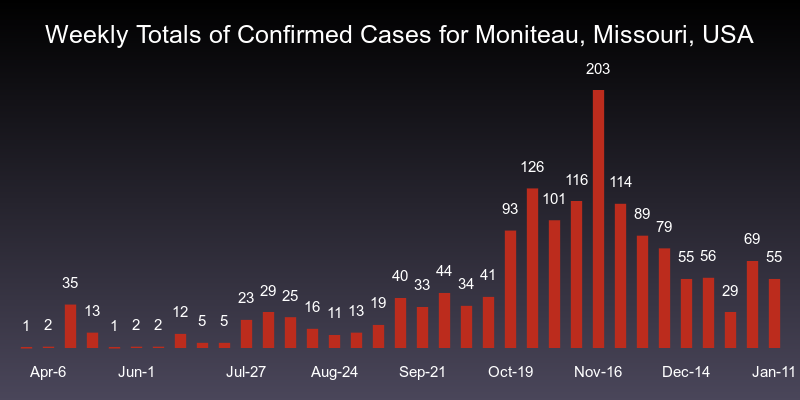 Weekly Totals of Confirmed Cases for Moniteau, Missouri, USA
1 2 35 13 1 2 2 12 5 5 23 29 25 16 11 13 19 40 33 44 34 41 93 126 101 116 203 114 89 79 55 56 29 69 55
Apr-6 Jun-1 Jul-27 Aug-24 Sep-21 Oct-19 Nov-16 Dec-14 Jan-11